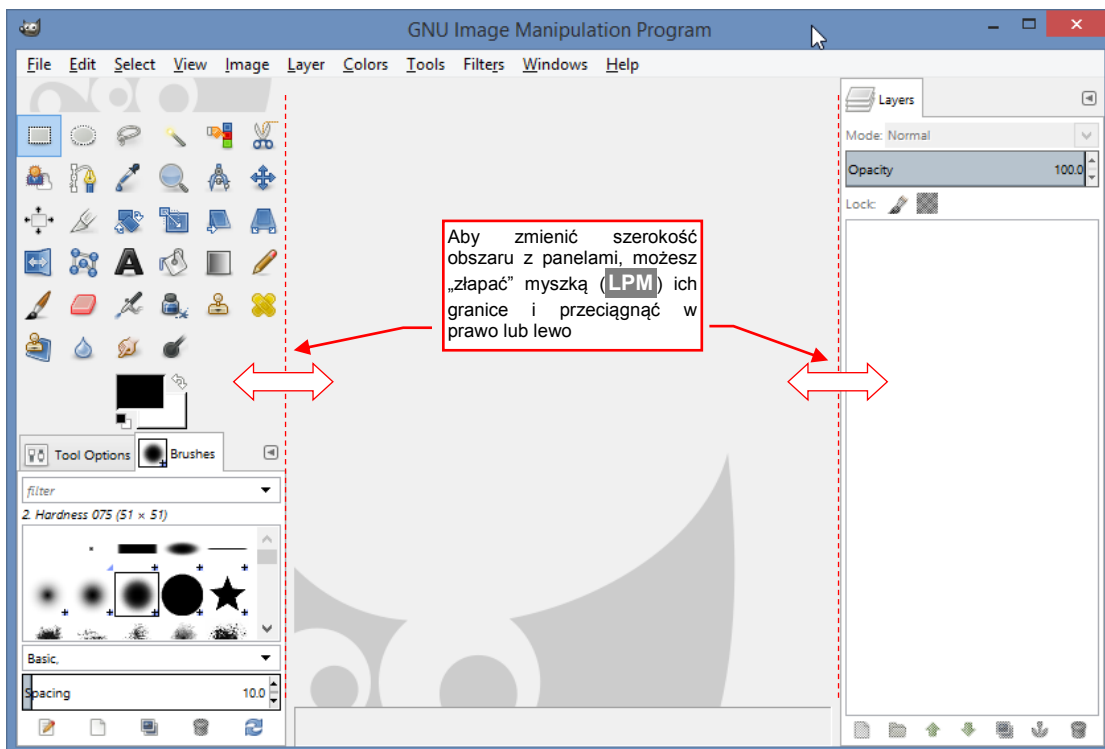 GNU Image Manipulation Program
File Edit Select View Image Layer Colors Tools Filters Windows Help
Layers
Mode: Normal
Opacity 100.0
Lock:
Aby zmienić szerokość
obszaru z panelami, możesz
„złapać” myszką (LPM) ich
granice i przeciągnąć w
prawo lub lewo
Tool Options Brushes
filter
2. Hardness 075 (51 × 51)
Basic,
Spacing 10.0